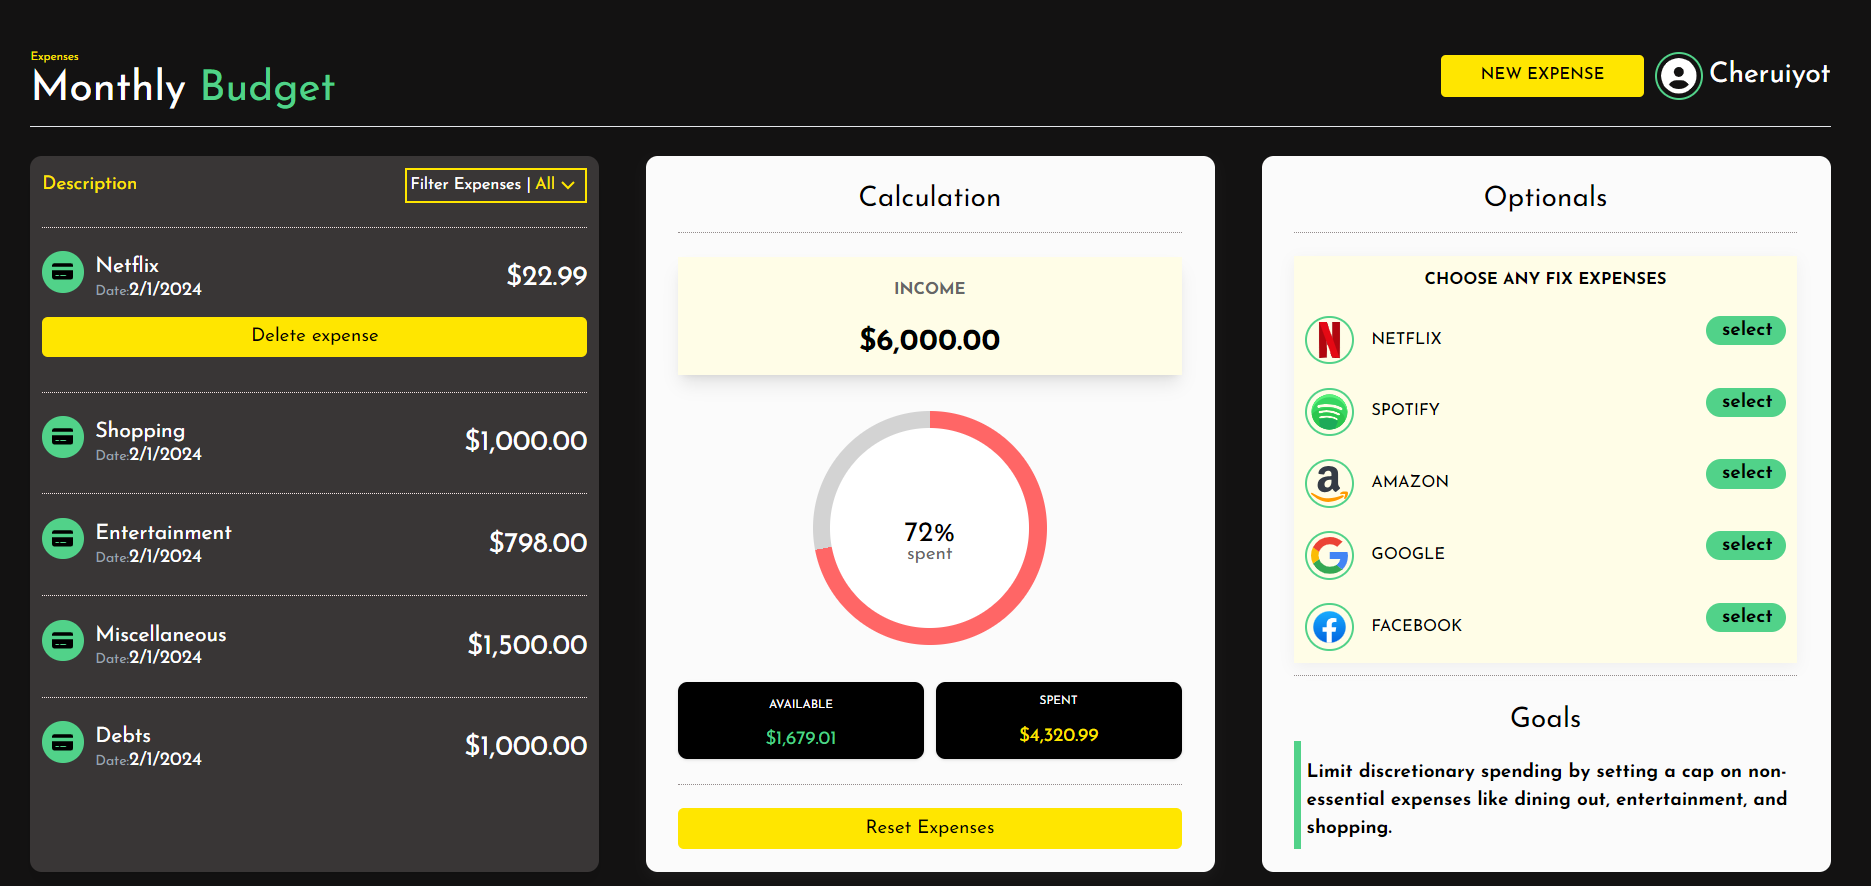 Expenses
Monthly Budget
NEW EXPENSE
Cheruiyot
Description
Filter Expenses | All
Netflix
Date:2/1/2024
$22.99
Delete expense
Shopping
Date:2/1/2024
$1,000.00
Entertainment
Date:2/1/2024
$798.00
Miscellaneous
Date:2/1/2024
$1,500.00
Debts
Date:2/1/2024
$1,000.00
Calculation
INCOME
$6,000.00
72%
spent
AVAILABLE
$1,679.01
SPENT
$4,320.99
Reset Expenses
Optionals
CHOOSE ANY FIX EXPENSES
NETFLIX
select
SPOTIFY
select
AMAZON
select
GOOGLE
select
FACEBOOK
select
Goals
Limit discretionary spending by setting a cap on non-
essential expenses like dining out, entertainment, and
shopping.